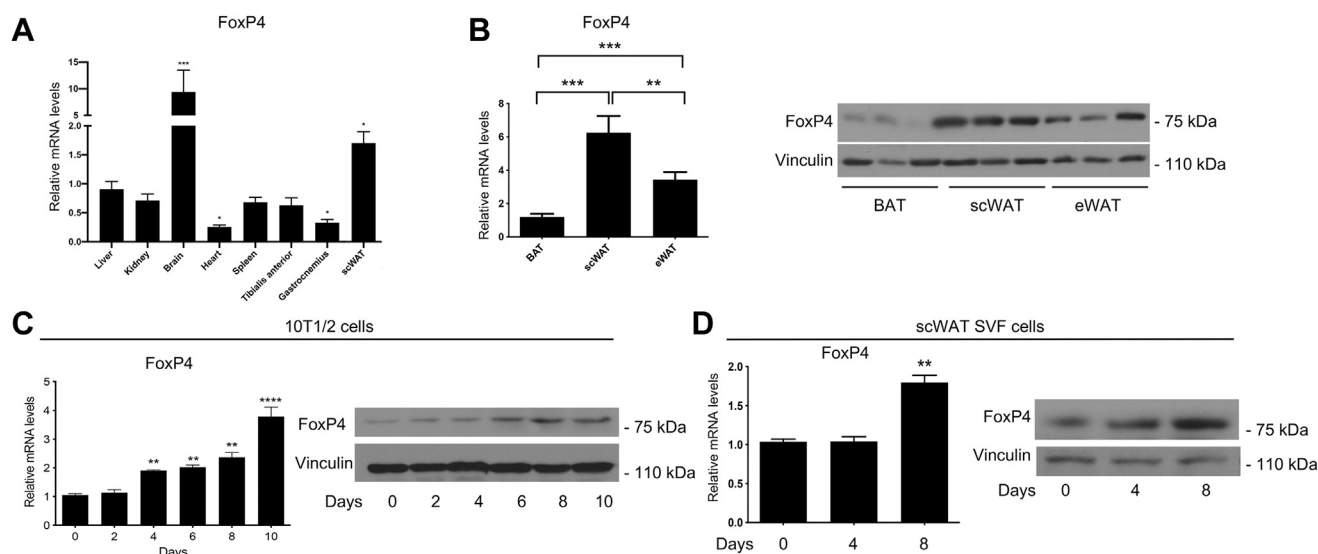 A
FoxP4
Relative mRNA levels
15
10
5
2.0
1.5
1.0
0.5
0.0
***
*
*
*
Liver
Kidney
Brain
Heart
Spleen
Tibialis anterior
Gastrocnemius
scWAT
B
FoxP4
***
***
**
Relative mRNA levels
8
6
4
2
0
BAT
scWAT
eWAT
FoxP4
- 75 kDa
Vinculin
- 110 kDa
BAT scWAT eWAT
C
10T1/2 cells
FoxP4
Relative mRNA levels
5
4
3
2
1
0
**
**
**
****
0 2 4 6 8 10
Days
FoxP4
- 75 kDa
Vinculin
- 110 kDa
Days 0 2 4 6 8 10
D
scWAT SVF cells
FoxP4
Relative mRNA levels
2.0
1.5
1.0
0.5
0.0
**
Days 0 4 8
FoxP4
- 75 kDa
Vinculin
- 110 kDa
Days 0 4 8